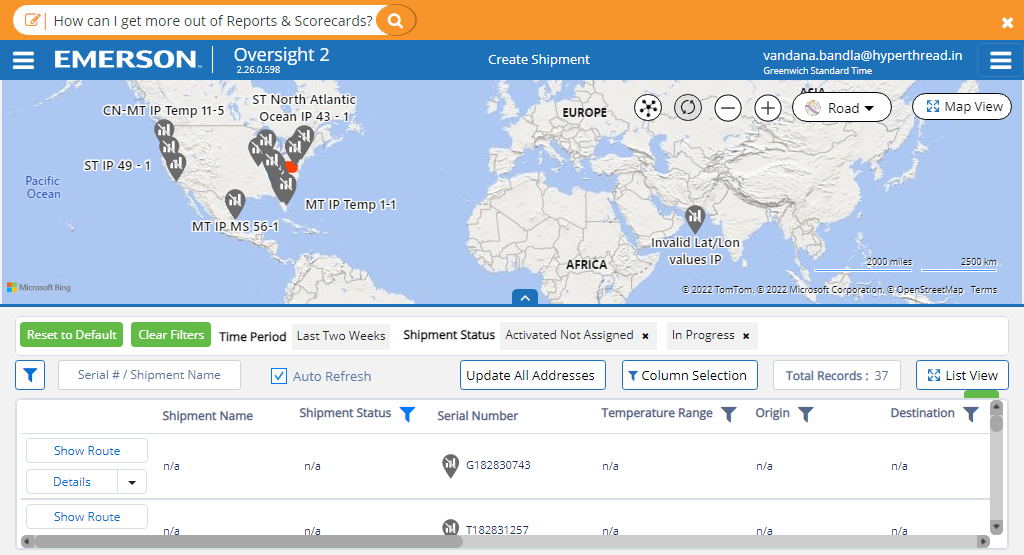 How can I get more out of Reports & Scorecards?
EMERSON
Oversight 2
2.26.0.598
Create Shipment
vandana.bandla@hyperthread.in
Greenwich Standard Time
CN-MT IP Temp 11-5
ST North Atlantic
Ocean IP 43 - 1
EUROPE
ASIA
Road
Map View
ST IP 49 - 1
Pacific
Ocean
MT IP Temp 1-1
MT IP MS 56-1
Invalid Lat/Lon
values IP
AFRICA
2000 miles
2500 km
Microsoft Bing
© 2022 TomTom, © 2022 Microsoft Corporation, © OpenStreetMap Terms
Reset to Default
Clear Filters
Time Period
Last Two Weeks
Shipment Status
Activated Not Assigned ×
In Progress ×
Serial # / Shipment Name
Auto Refresh
Update All Addresses
Column Selection
Total Records : 37
List View
Shipment Name
Shipment Status
Serial Number
Temperature Range
Origin
Destination
Show Route
Details
n/a
n/a
G182830743
n/a
n/a
n/a
Show Route
n/a
n/a
T182831257
n/a
n/a
n/a